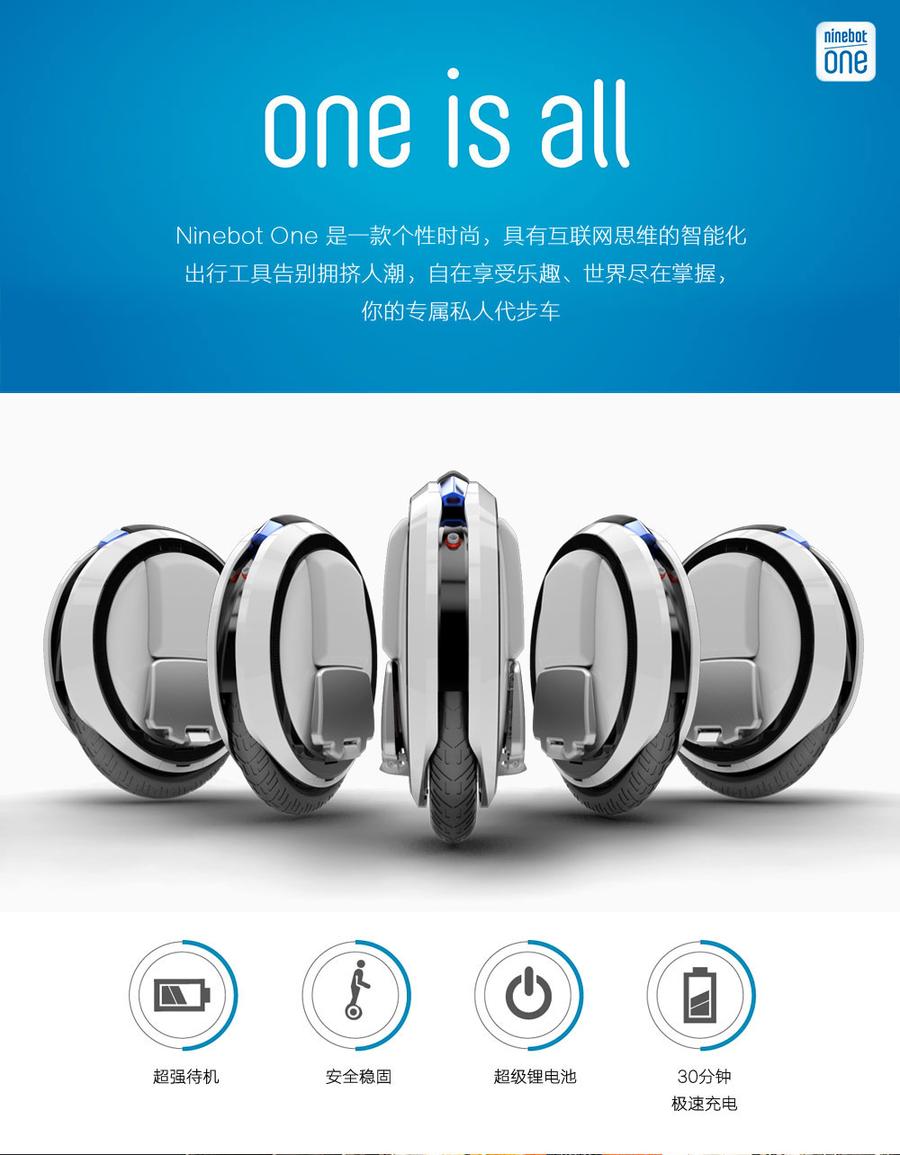 ninebot
one
one is all
Ninebot One 是一款个性时尚，具有互联网思维的智能化
出行工具告别拥挤人潮，自在享受乐趣、世界尽在掌握，
你的专属私人代步车
超强待机
安全稳固
超级锂电池
30分钟
极速充电